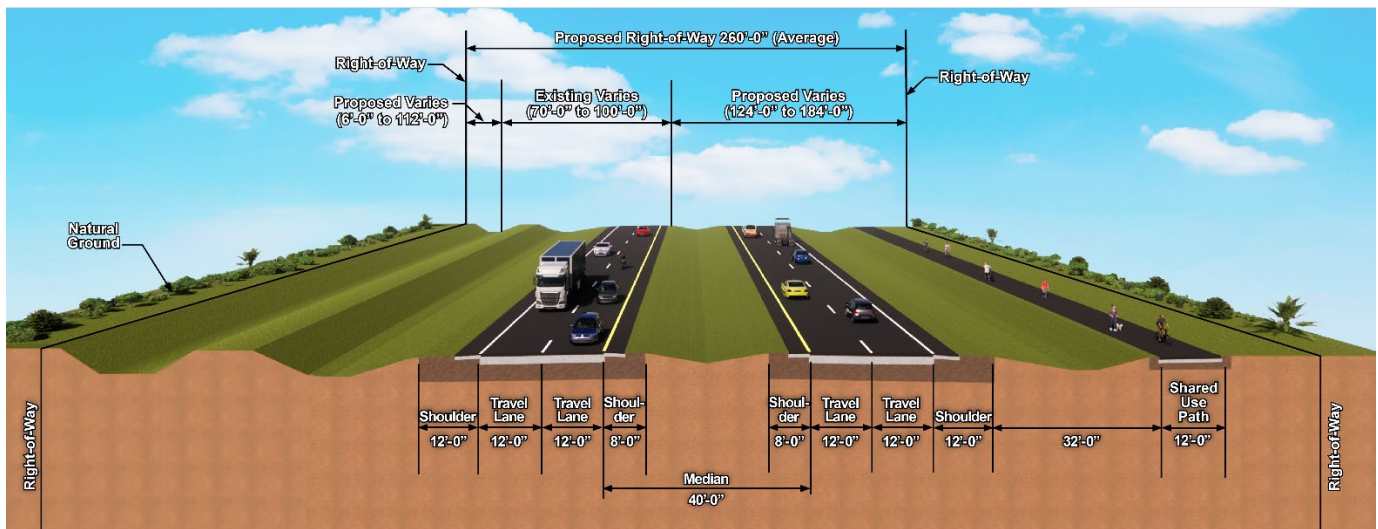 Proposed Right-of-Way 260'-0" (Average)
Right-of-Way
Right-of-Way
Proposed Varies
(6'-0" to 112'-0")
Existing Varies
(70'-0" to 100'-0")
Proposed Varies
(124'-0" to 184'-0")
Natural
Ground
Shoulder
12'-0"
Travel
Lane
12'-0"
Travel
Lane
12'-0"
Shoul-
der
8'-0"
Shoul-
der
8'-0"
Travel
Lane
12'-0"
Travel
Lane
12'-0"
Shoulder
12'-0"
32'-0"
Shared
Use
Path
12'-0"
Median
40'-0"
Right-of-Way
Right-of-Way